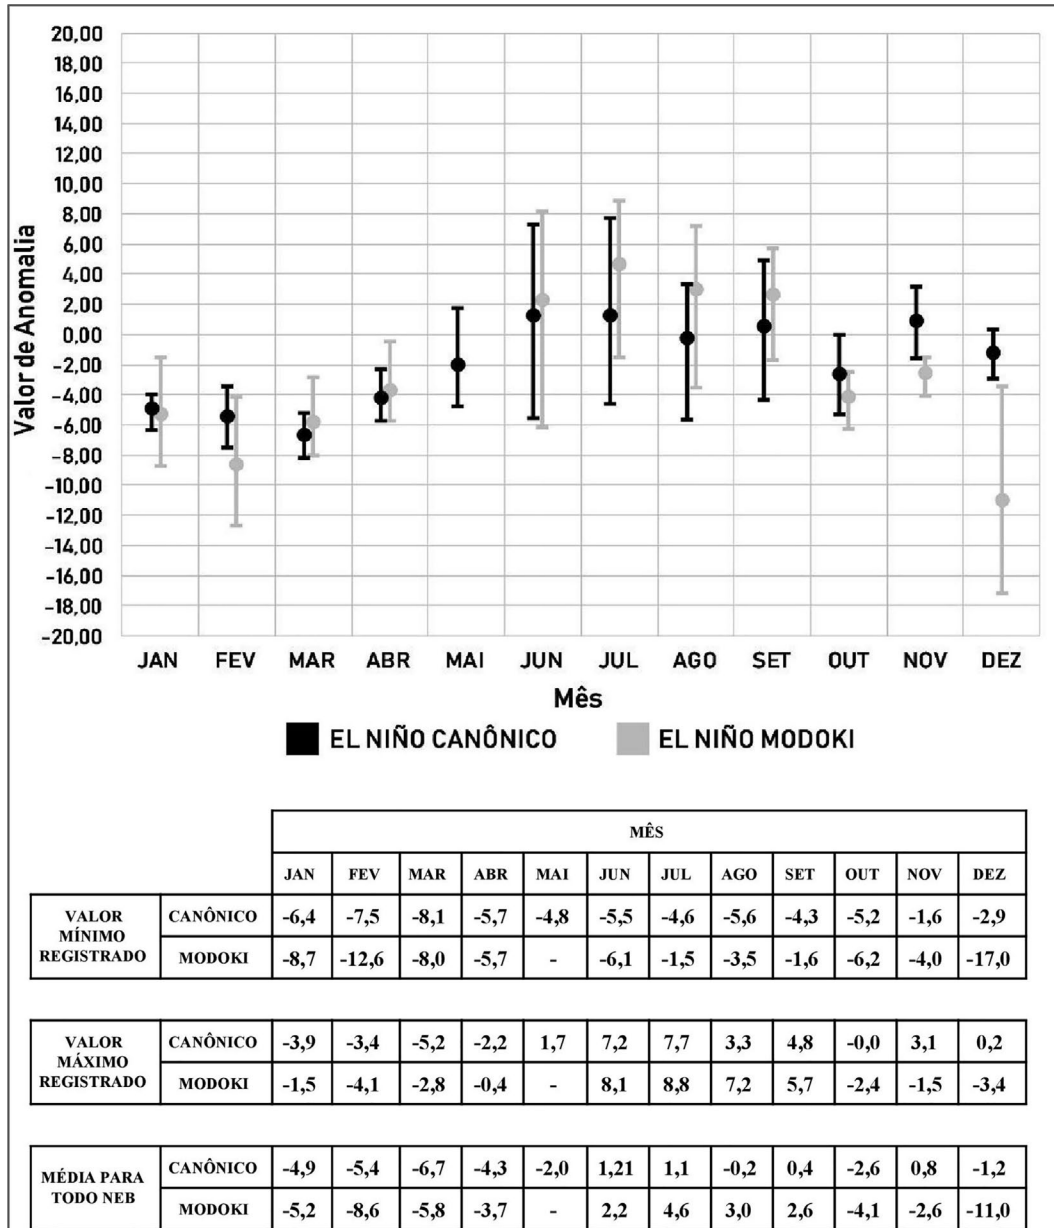 20,00
18,00
16,00
14,00
12,00
10,00
8,00
6,00
4,00
2,00
0,00
-2,00
-4,00
-6,00
-8,00
-10,00
-12,00
-14,00
-16,00
-18,00
-20,00
Valor de Anomalia
JAN FEV MAR ABR MAI JUN JUL AGO SET OUT NOV DEZ
Mês
EL NIÑO CANÔNICO EL NIÑO MODOKI
MÊS
JAN FEV MAR ABR MAI JUN JUL AGO SET OUT NOV DEZ
VALOR MÍNIMO REGISTRADO
CANÔNICO -6,4 -7,5 -8,1 -5,7 -4,8 -5,5 -4,6 -5,6 -4,3 -5,2 -1,6 -2,9
MODOKI -8,7 -12,6 -8,0 -5,7 - -6,1 -1,5 -3,5 -1,6 -6,2 -4,0 -17,0
VALOR MÁXIMO REGISTRADO
CANÔNICO -3,9 -3,4 -5,2 -2,2 1,7 7,2 7,7 3,3 4,8 -0,0 3,1 0,2
MODOKI -1,5 -4,1 -2,8 -0,4 - 8,1 8,8 7,2 5,7 -2,4 -1,5 -3,4
MÉDIA PARA TODO NEB
CANÔNICO -4,9 -5,4 -6,7 -4,3 -2,0 1,21 1,1 -0,2 0,4 -2,6 0,8 -1,2
MODOKI -5,2 -8,6 -5,8 -3,7 - 2,2 4,6 3,0 2,6 -4,1 -2,6 -11,0